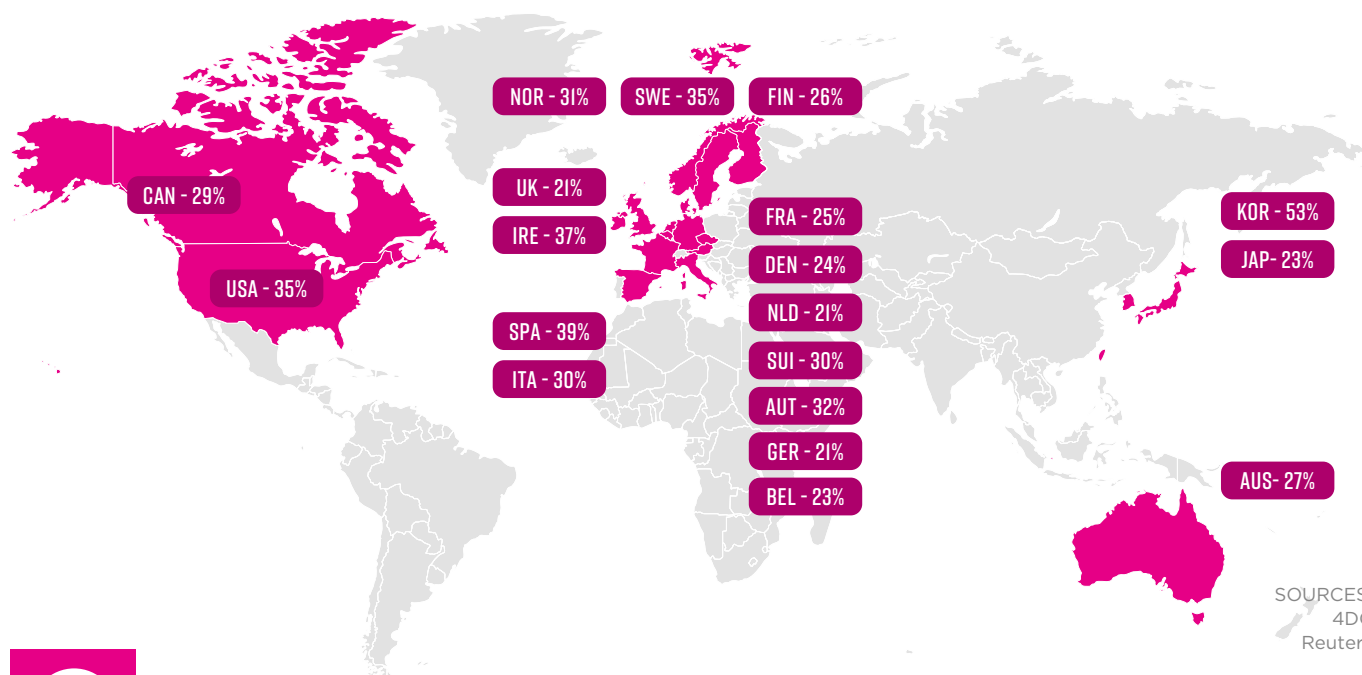 NOR - 31%
SWE - 35%
FIN - 26%
CAN - 29%
UK - 21%
IRE - 37%
FRA - 25%
DEN - 24%
NLD - 21%
SUI - 30%
AUT - 32%
GER - 21%
BEL - 23%
USA - 35%
SPA - 39%
ITA - 30%
KOR - 53%
JAP- 23%
AUS- 27%
SOURCES
4D
Reuter